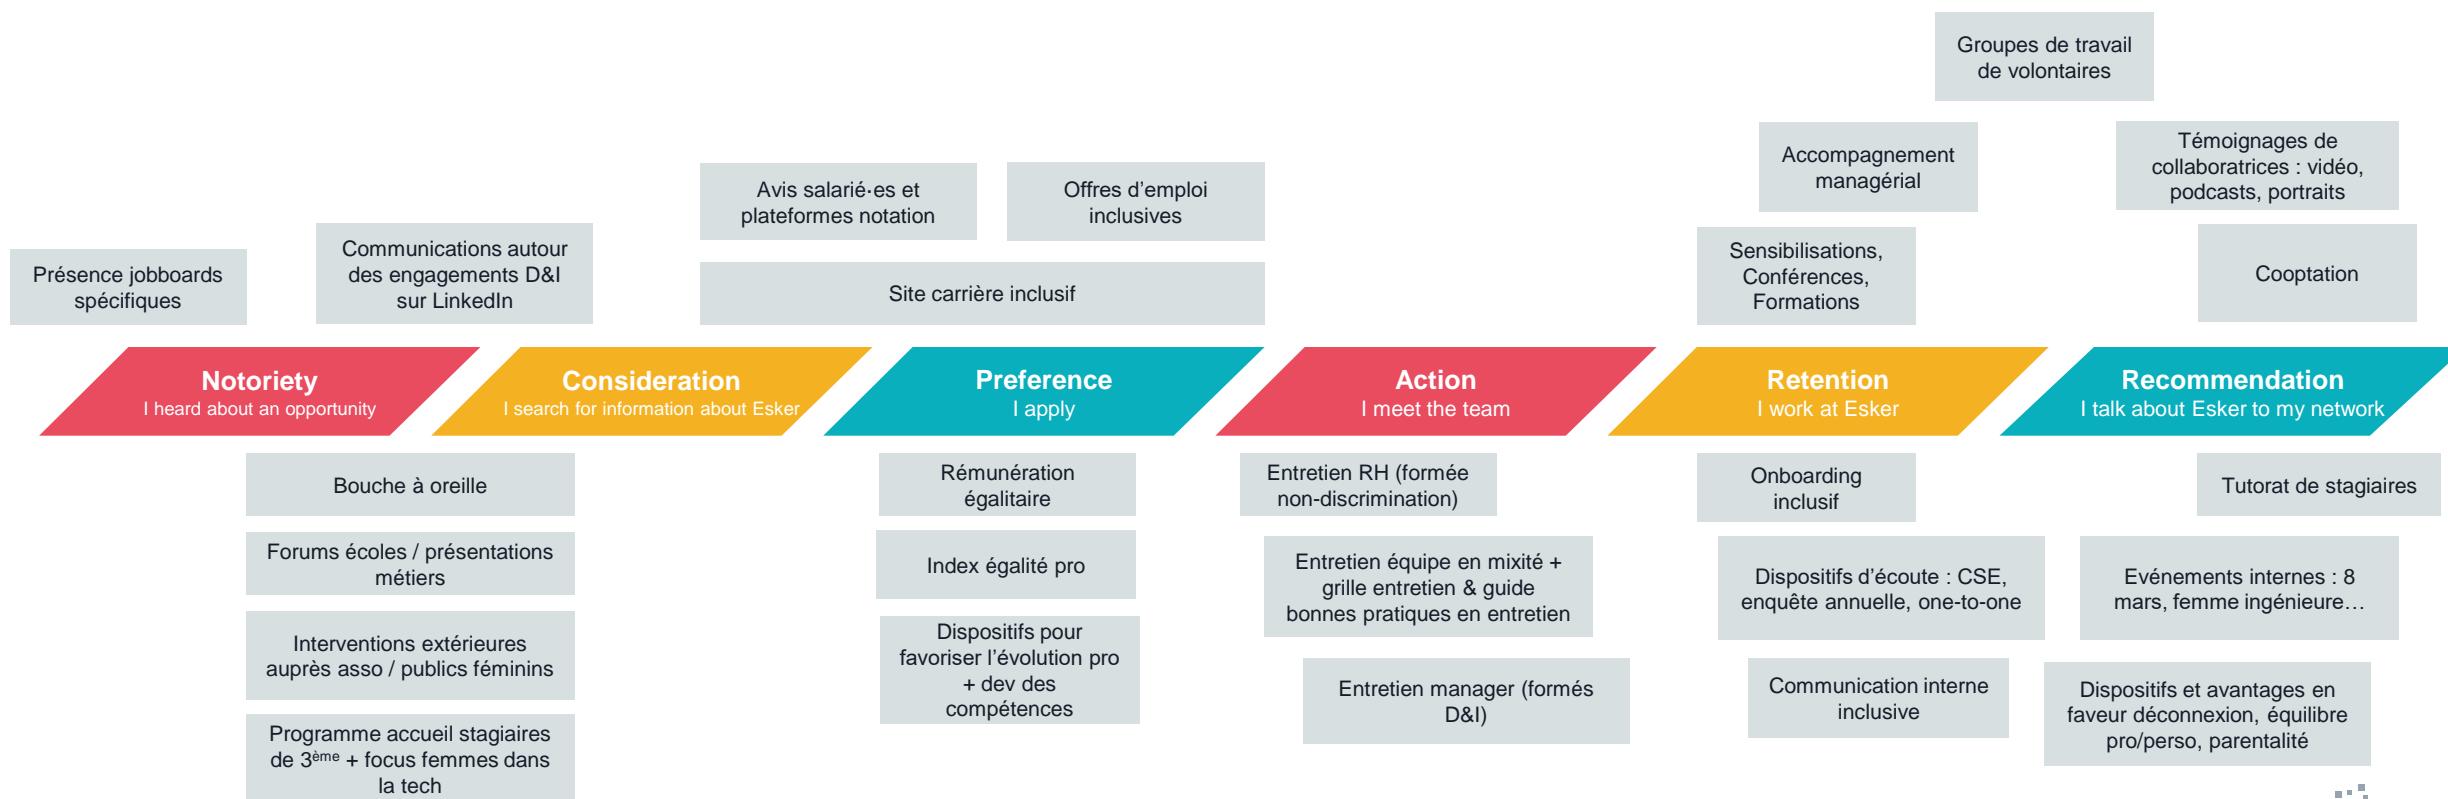 Groupes de travail
de volontaires
Accompagnement
managérial
Témoignages de
collaboratrices : vidéo,
podcasts, portraits
Avis salarié·es et
plateformes notation
Offres d’emploi
inclusives
Communications autour
des engagements D&I
sur LinkedIn
Présence jobboards
spécifiques
Site carrière inclusif
Sensibilisations,
Conférences,
Formations
Cooptation
Notoriety
I heard about an opportunity
Consideration
I search for information about Esker
Preference
I apply
Action
I meet the team
Retention
I work at Esker
Recommendation
I talk about Esker to my network
Bouche à oreille
Forums écoles / présentations
métiers
Interventions extérieures
auprès asso / publics féminins
Programme accueil stagiaires
de 3ème + focus femmes dans
la tech
Rémunération
égalitaire
Index égalité pro
Dispositifs pour
favoriser l’évolution pro
+ dev des
compétences
Entretien RH (formée
non-discrimination)
Entretien équipe en mixité +
grille entretien & guide
bonnes pratiques en entretien
Entretien manager (formés
D&I)
Onboarding
inclusif
Dispositifs d’écoute : CSE,
enquête annuelle, one-to-one
Communication interne
inclusive
Tutorat de stagiaires
Evénements internes : 8
mars, femme ingénieure…
Dispositifs et avantages en
faveur déconnexion, équilibre
pro/perso, parentalité